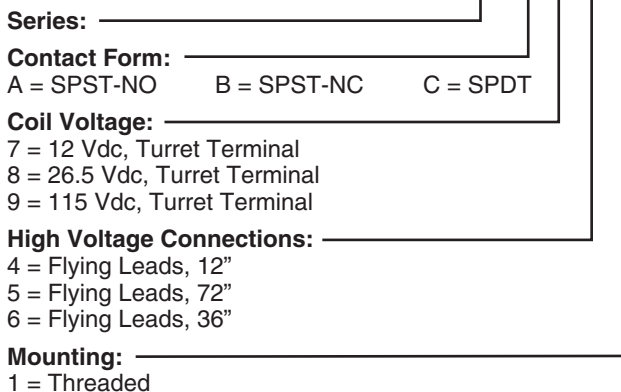 Series:
Contact Form:
A = SPST-NO B = SPST-NC C = SPDT
Coil Voltage:
7 = 12 Vdc, Turret Terminal
8 = 26.5 Vdc, Turret Terminal
9 = 115 Vdc, Turret Terminal
High Voltage Connections:
4 = Flying Leads, 12”
5 = Flying Leads, 72”
6 = Flying Leads, 36”
Mounting:
1 = Threaded